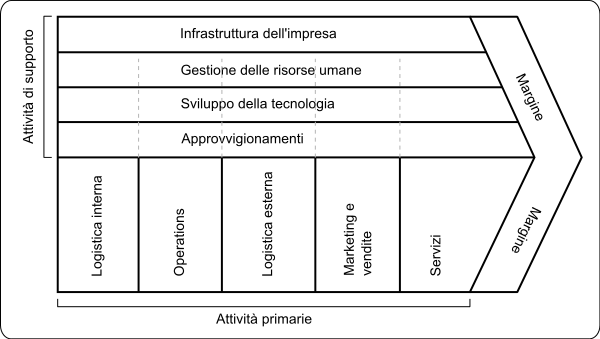 Attività di supporto
Infrastruttura dell'impresa
Gestione delle risorse umane
Sviluppo della tecnologia
Approvvigionamenti
Margine
Logistica interna
Operations
Logistica esterna
Marketing e
vendite
Servizi
Margine
Attività primarie